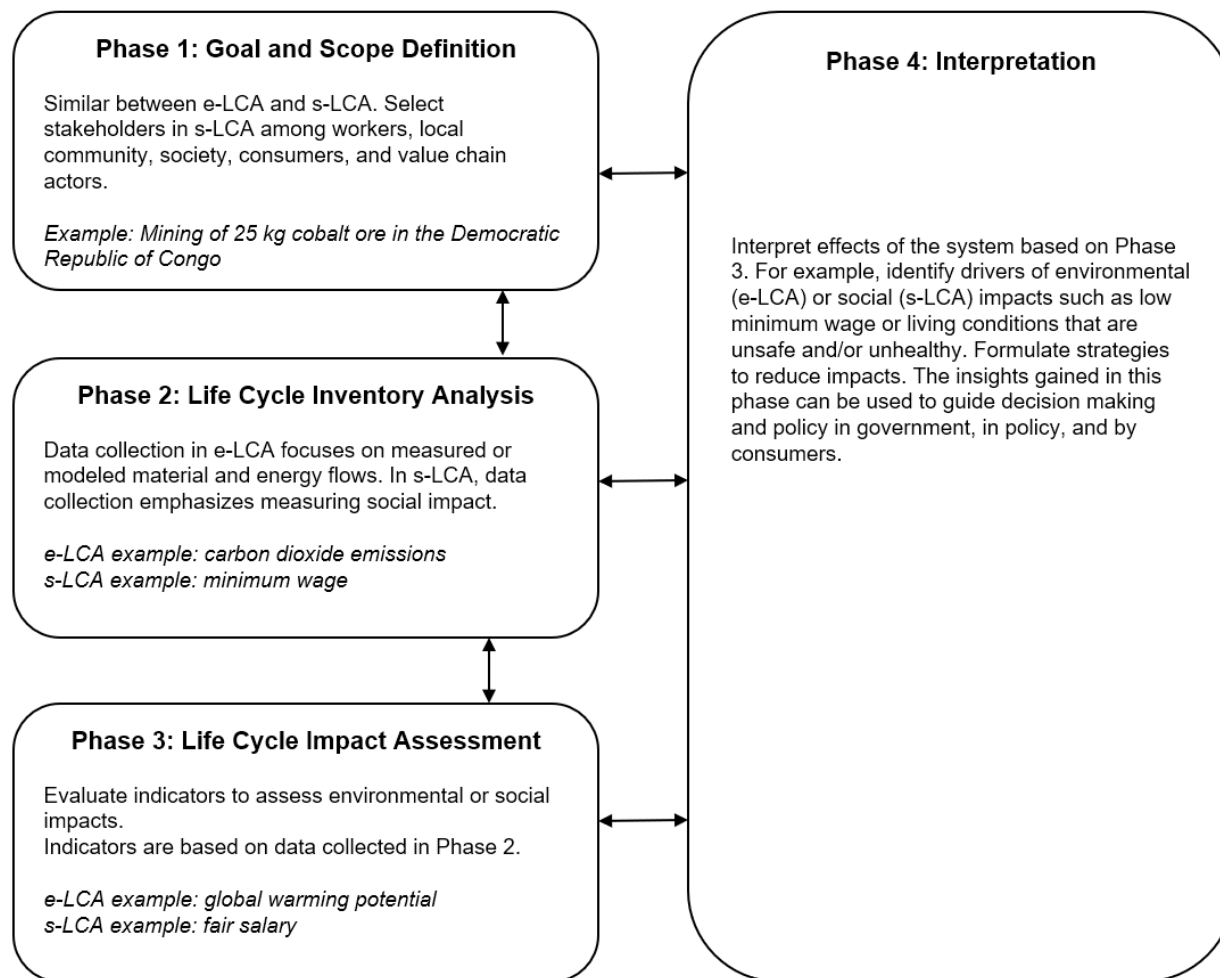 Phase 1: Goal and Scope Definition
Similar between e-LCA and s-LCA. Select
stakeholders in s-LCA among workers, local
community, society, consumers, and value chain
actors.
Example: Mining of 25 kg cobalt ore in the Democratic
Republic of Congo
Phase 2: Life Cycle Inventory Analysis
Data collection in e-LCA focuses on measured or
modeled material and energy flows. In s-LCA, data
collection emphasizes measuring social impact.
e-LCA example: carbon dioxide emissions
s-LCA example: minimum wage
Phase 3: Life Cycle Impact Assessment
Evaluate indicators to assess environmental or social
impacts.
Indicators are based on data collected in Phase 2.
e-LCA example: global warming potential
s-LCA example: fair salary
Phase 4: Interpretation
Interpret effects of the system based on Phase
3. For example, identify drivers of environmental
(e-LCA) or social (s-LCA) impacts such as low
minimum wage or living conditions that are
unsafe and/or unhealthy. Formulate strategies
to reduce impacts. The insights gained in this
phase can be used to guide decision making
and policy in government, in policy, and by
consumers.